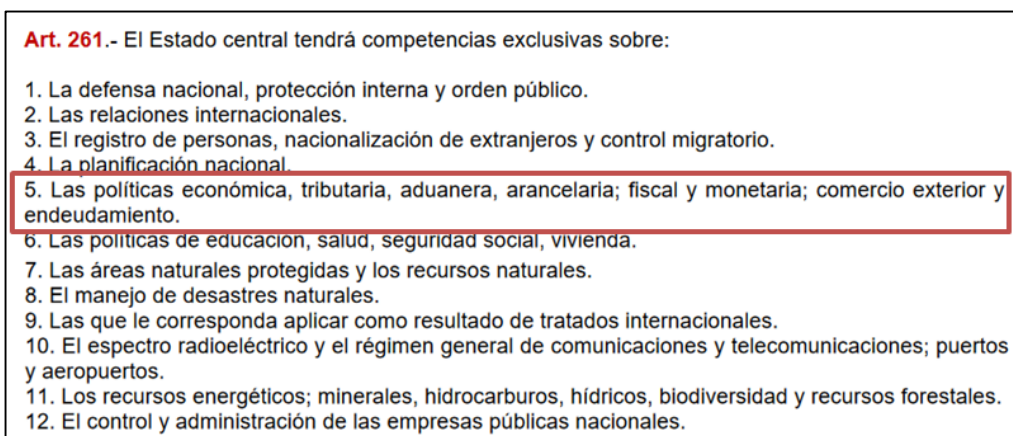 Art. 261.- El Estado central tendrá competencias exclusivas sobre:
1. La defensa nacional, protección interna y orden público.
2. Las relaciones internacionales.
3. El registro de personas, nacionalización de extranjeros y control migratorio.
4. La planificación nacional.
5. Las políticas económica, tributaria, aduanera, arancelaria; fiscal y monetaria; comercio exterior y
endeudamiento.
6. Las políticas de educación, salud, seguridad social, vivienda.
7. Las áreas naturales protegidas y los recursos naturales.
8. El manejo de desastres naturales.
9. Las que le corresponda aplicar como resultado de tratados internacionales.
10. El espectro radioeléctrico y el régimen general de comunicaciones y telecomunicaciones; puertos
y aeropuertos.
11. Los recursos energéticos; minerales, hidrocarburos, hídricos, biodiversidad y recursos forestales.
12. El control y administración de las empresas públicas nacionales.